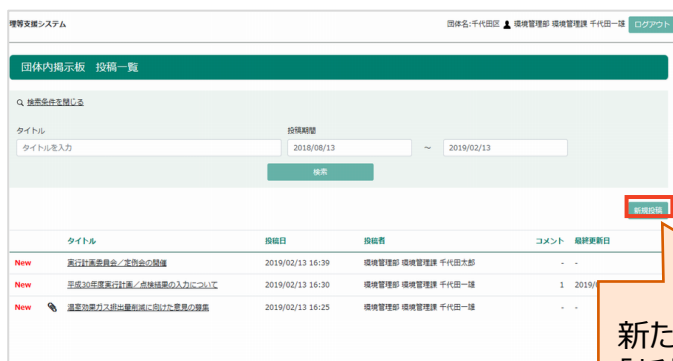 理等支援システム
団体名:千代田区 環境管理部 環境管理課 千代田一雄 ログアウト
団体内掲示板 投稿一覧
検索条件を閉じる
タイトル 投稿期間
タイトルを入力 2018/08/13 ~ 2019/02/13
検索
新規投稿
タイトル 投稿日 投稿者 コメント 最終更新日
New 実行計画委員会／定例会の開催 2019/02/13 16:39 環境管理部 環境管理課 千代田太郎 - -
New 平成30年度実行計画／点検結果の入力について 2019/02/13 16:30 環境管理部 環境管理課 千代田一雄 1 2019/0
New 温室効果ガス排出量削減に向けた意見の募集 2019/02/13 16:25 環境管理部 環境管理課 千代田一雄 - -
新た